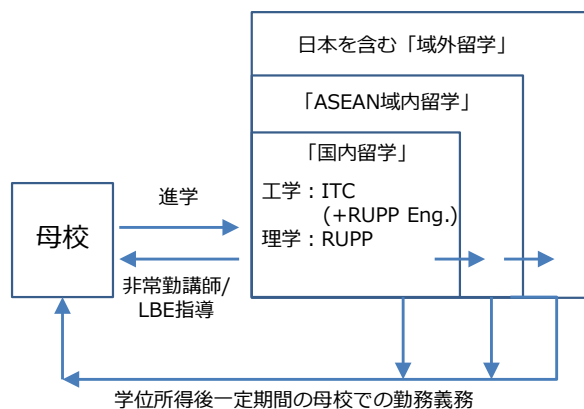 日本を含む「域外留学」
「ASEAN域内留学」
「国内留学」
工学：ITC
(+RUPP Eng.)
理学：RUPP
母校
進学
非常勤講師/
LBE指導
学位所得後一定期間の母校での勤務義務